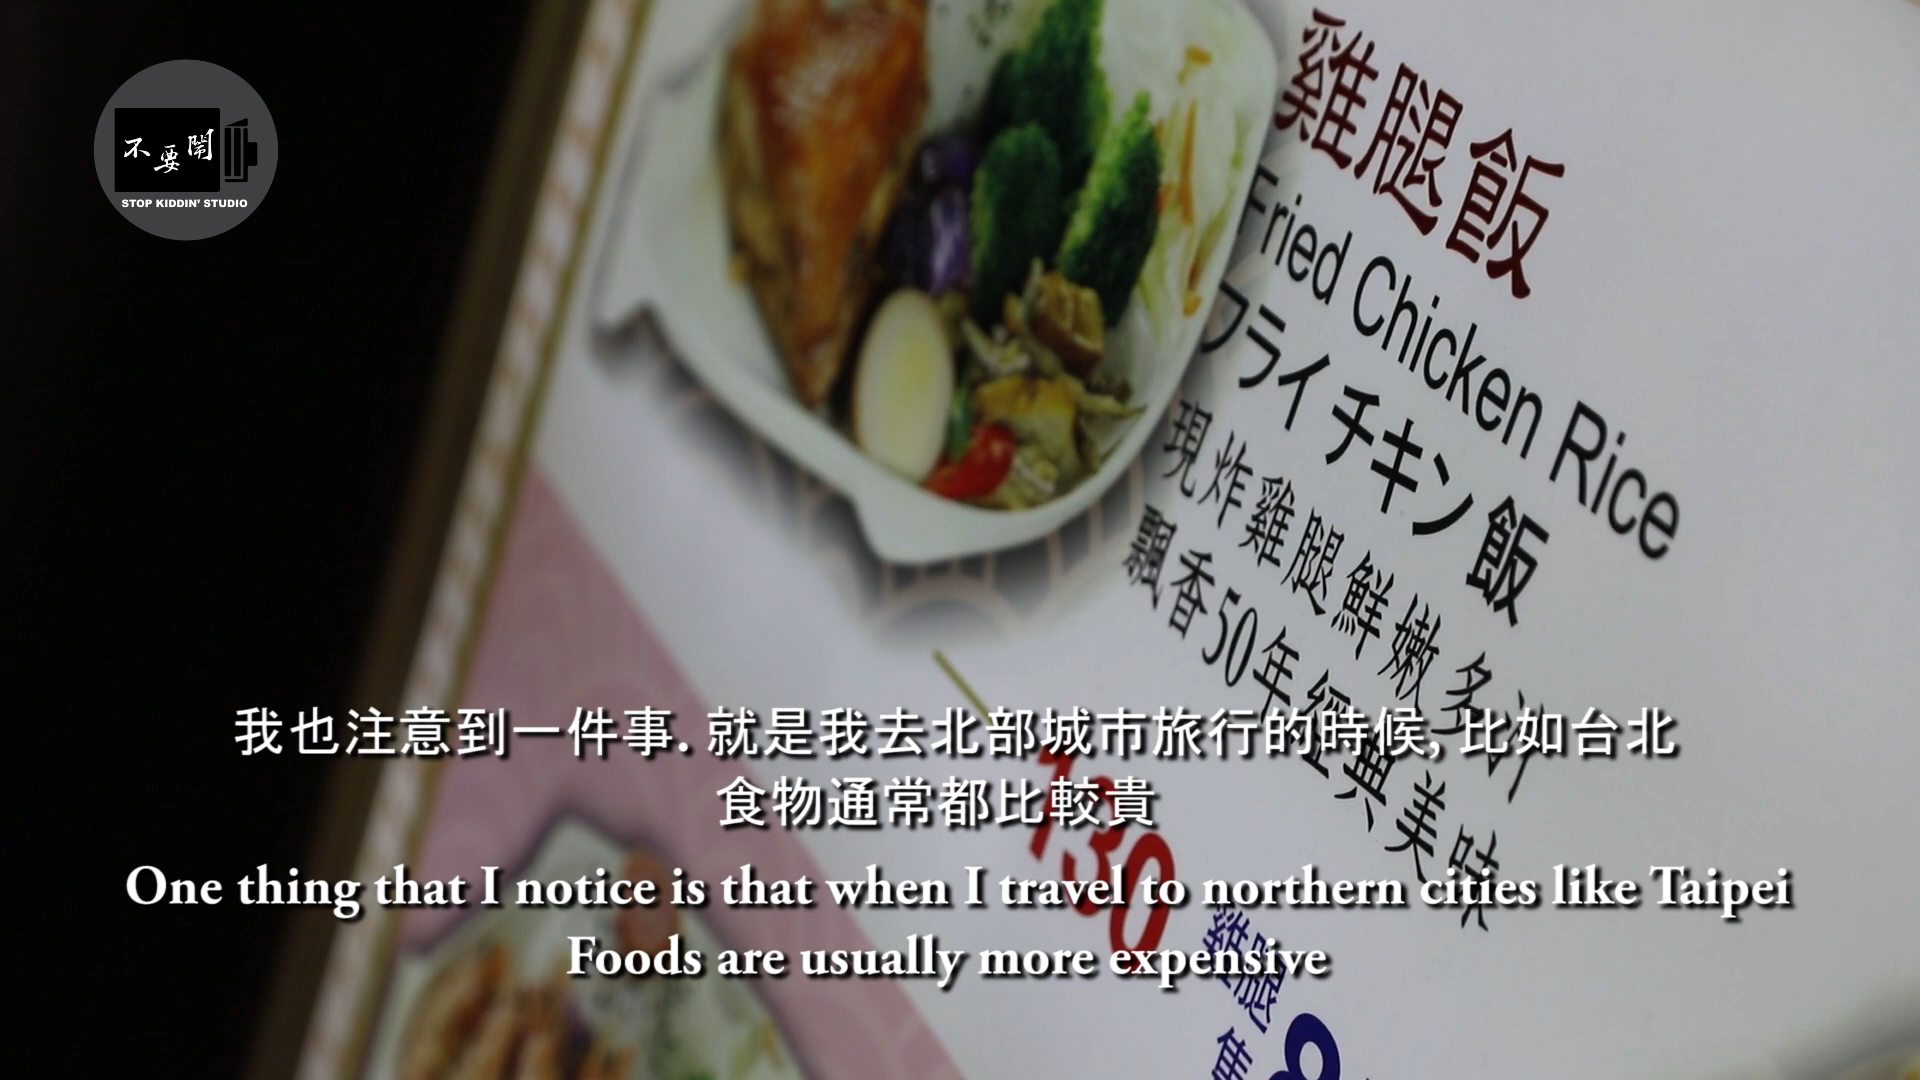 不要鬧
STOP KIDDIN' STUDIO
雞腿飯
Fried Chicken Rice
フライチキン飯
現炸雞腿鮮嫩多汁
飄香50年經典美味
130
雞腿
我也注意到一件事. 就是我去北部城市旅行的時候, 比如台北
食物通常都比較貴
One thing that I notice is that when I travel to northern cities like Taipei
Foods are usually more expensive